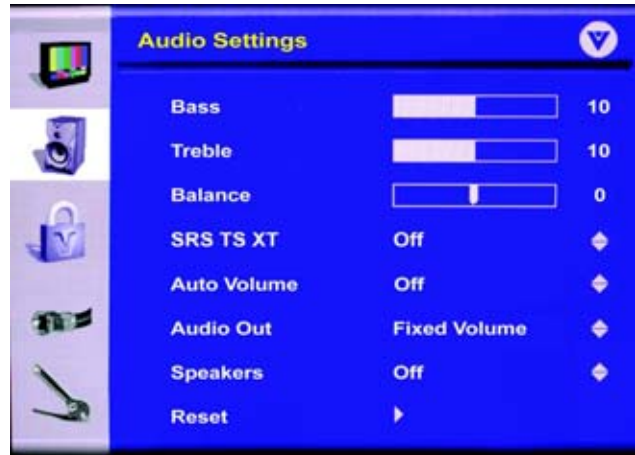 Audio Settings
Bass 10
Treble 10
Balance 0
SRS TS XT Off
Auto Volume Off
Audio Out Fixed Volume
Speakers Off
Reset